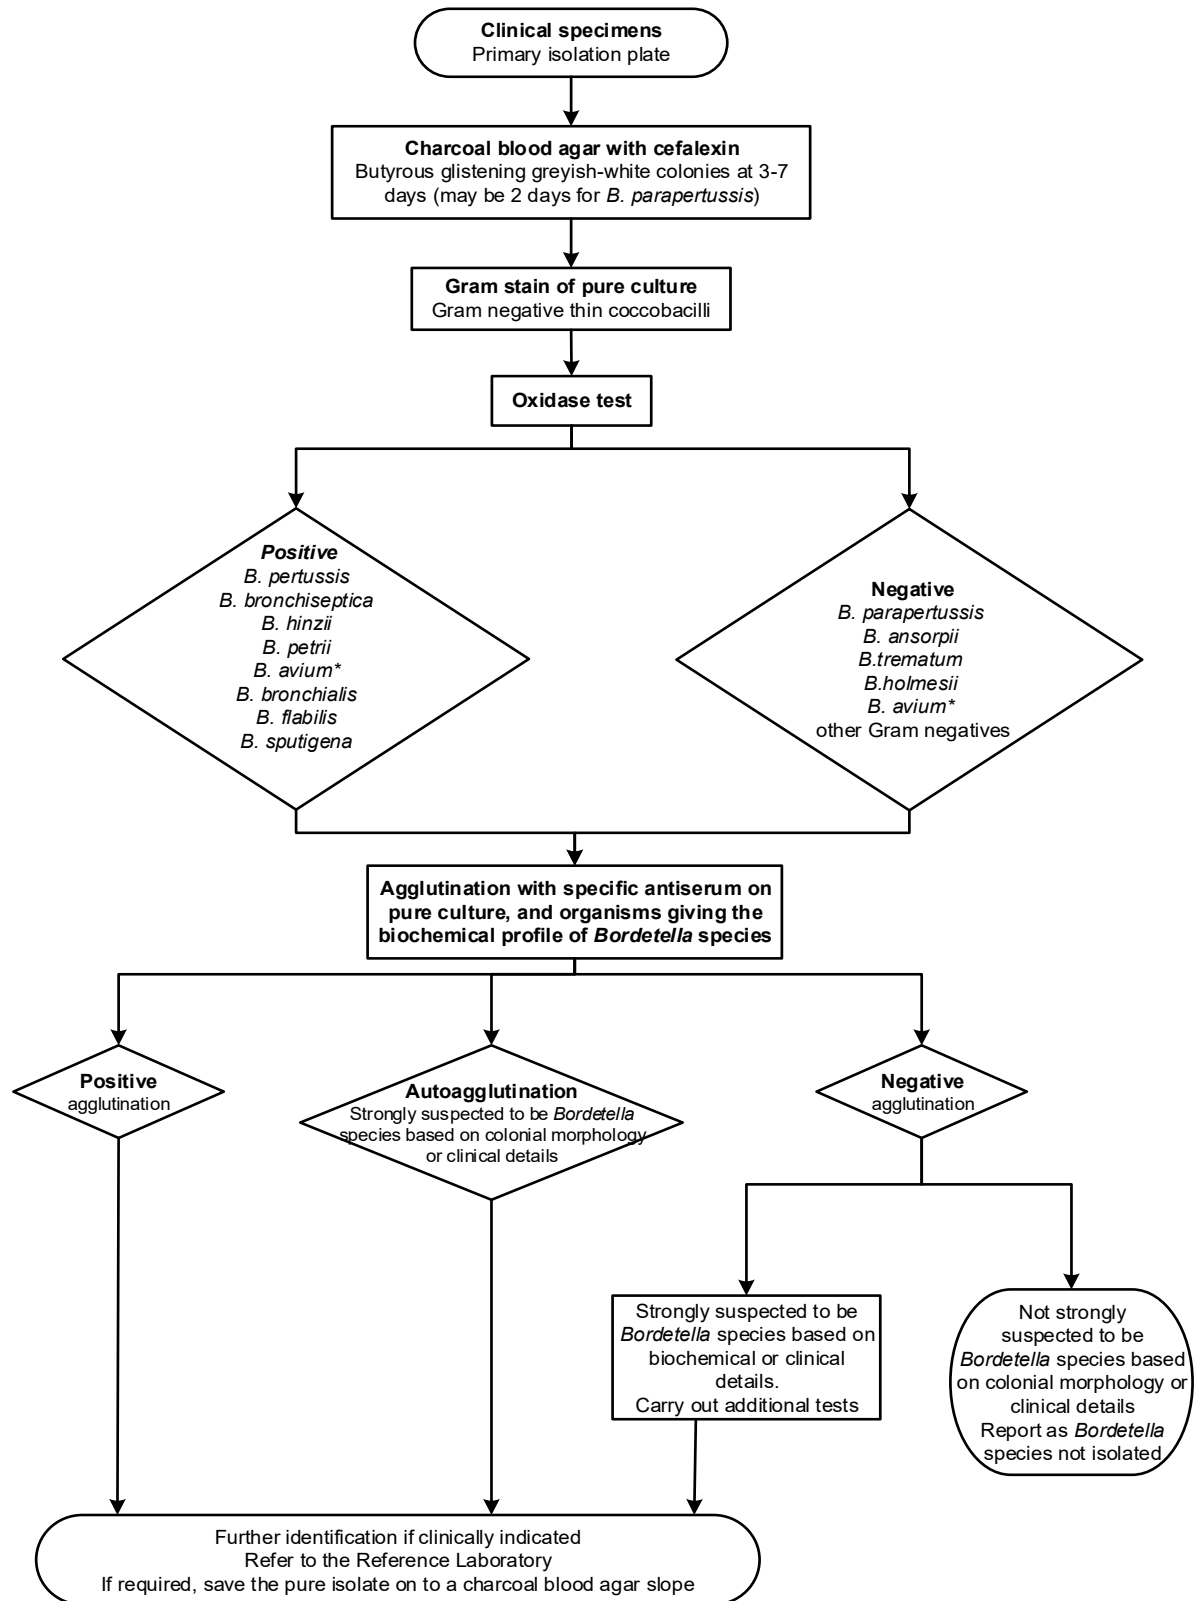 Clinical specimens
Primary isolation plate
Charcoal blood agar with cefalexin
Butyrous glistening greyish-white colonies at 3-7
days (may be 2 days for B. parapertussis)
Gram stain of pure culture
Gram negative thin coccobacilli
Oxidase test
Positive
B. pertussis
B. bronchiseptica
B. hinzii
B. petrii
B. avium*
B. bronchialis
B. flabilis
B. sputigena
Negative
B. parapertussis
B. ansorpii
B.trematum
B.holmesii
B. avium*
other Gram negatives
Agglutination with specific antiserum on
pure culture, and organisms giving the
biochemical profile of Bordetella species
Positive
agglutination
Autoagglutination
Strongly suspected to be Bordetella
species based on colonial morphology
or clinical details
Negative
agglutination
Strongly suspected to be
Bordetella species based on
biochemical or clinical
details.
Carry out additional tests
Not strongly
suspected to be
Bordetella species based
on colonial morphology or
clinical details
Report as Bordetella
species not isolated
Further identification if clinically indicated
Refer to the Reference Laboratory
If required, save the pure isolate on to a charcoal blood agar slope